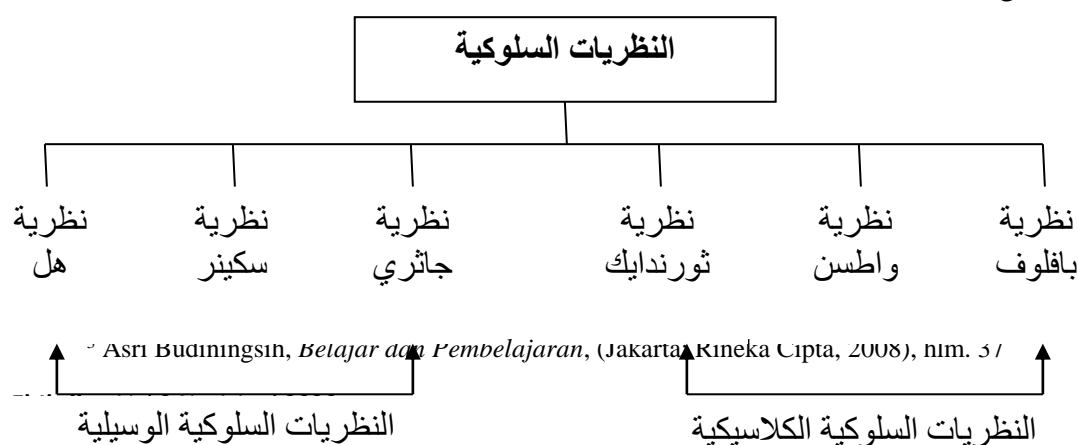 النظريات السلوكية
نظرية بافلوف
نظرية واطسن
نظرية ثورندايك
نظرية جاثري
نظرية سكينر
نظرية هل
Asri Budiningsih, Belajar dan Pembelajaran, (Jakarta: Rineka Cipta, 2008), hlm. 37
النظريات السلوكية الكلاسيكية
النظريات السلوكية الوسيلية